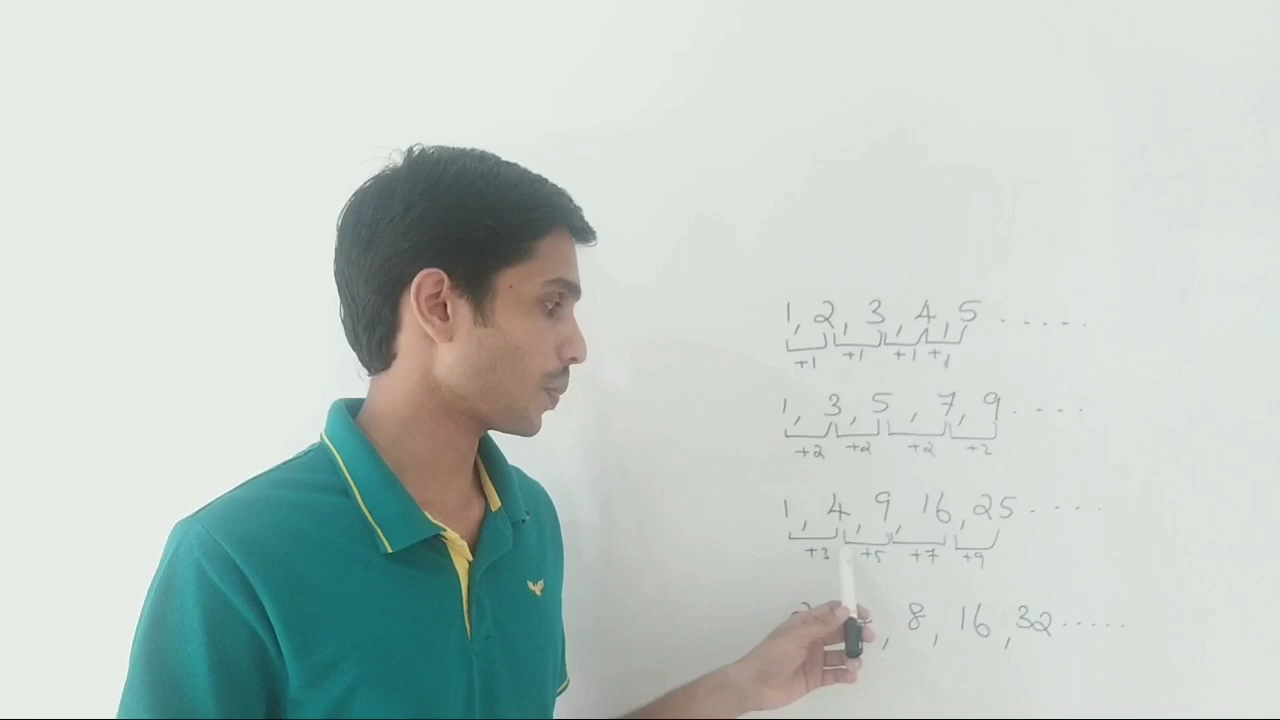 1, 2, 3, 4, 5 .....
+1 +1 +1 +1
1, 3, 5, 7, 9 ....
+2 +2 +2 +2
1, 4, 9, 16, 25 ....
+3 +5 +7 +9
2 , 8, 16, 32 .....